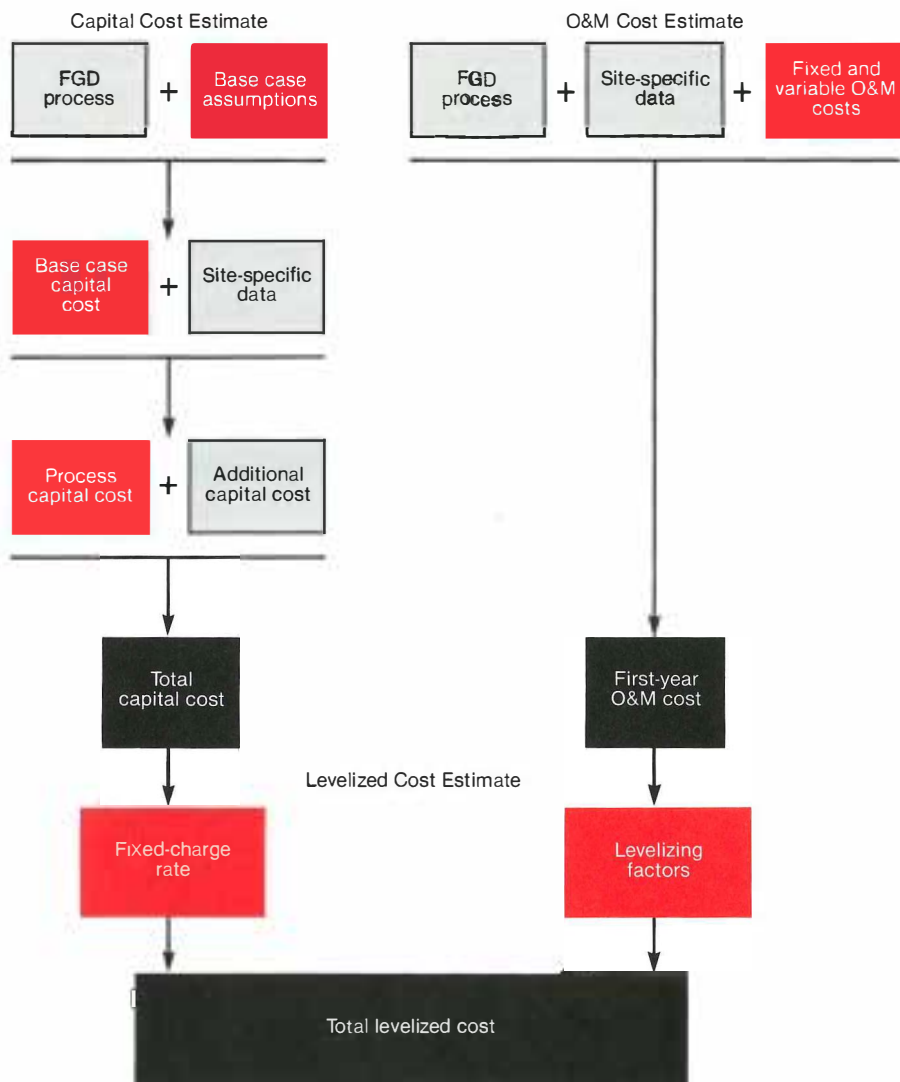 Capital Cost Estimate
FGD
process
+
Base case
assumptions
Base case
capital
cost
+
Site-specific
data
Process
capital cost
+
Additional
capital cost
Total
capital cost
Fixed-charge
rate
O&M Cost Estimate
FGD
process
+
Site-specific
data
+
Fixed and
variable O&M
costs
First-year
O&M cost
Levelized Cost Estimate
Levelizing
factors
Total levelized cost